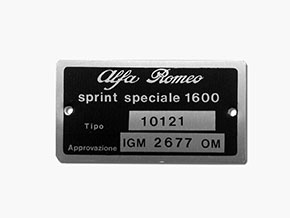 Alfa Romeo
sprint speciale 1600
Tipo 10121
Approvazione IGM 2677 OM